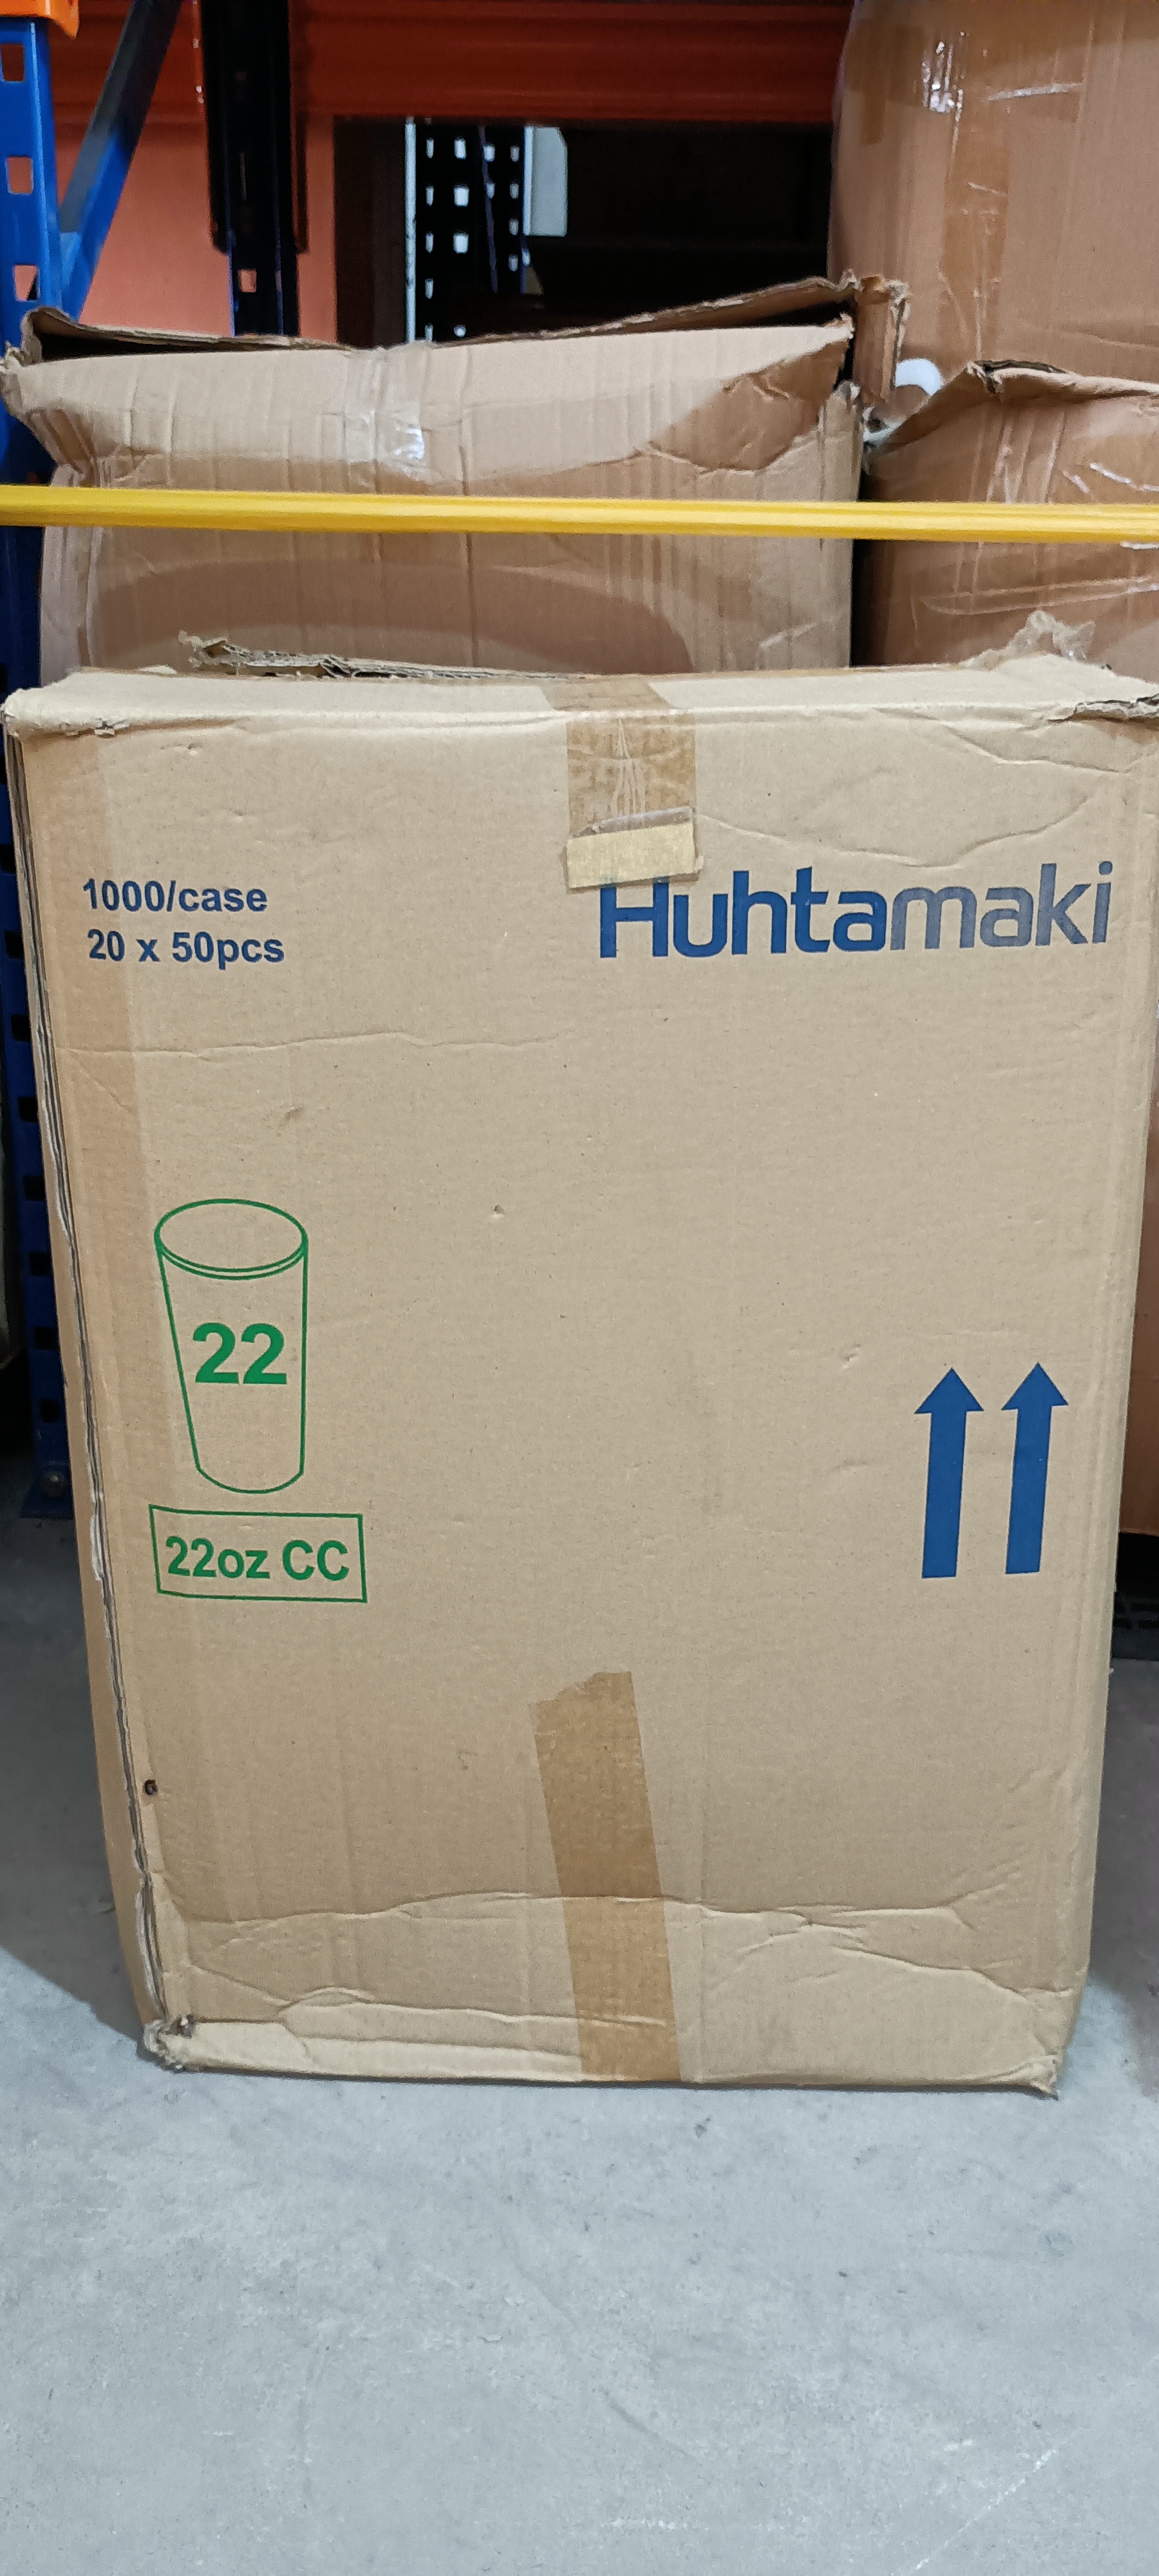 1000/case
20 x 50pcs
Huhtamaki
22
22oz CC